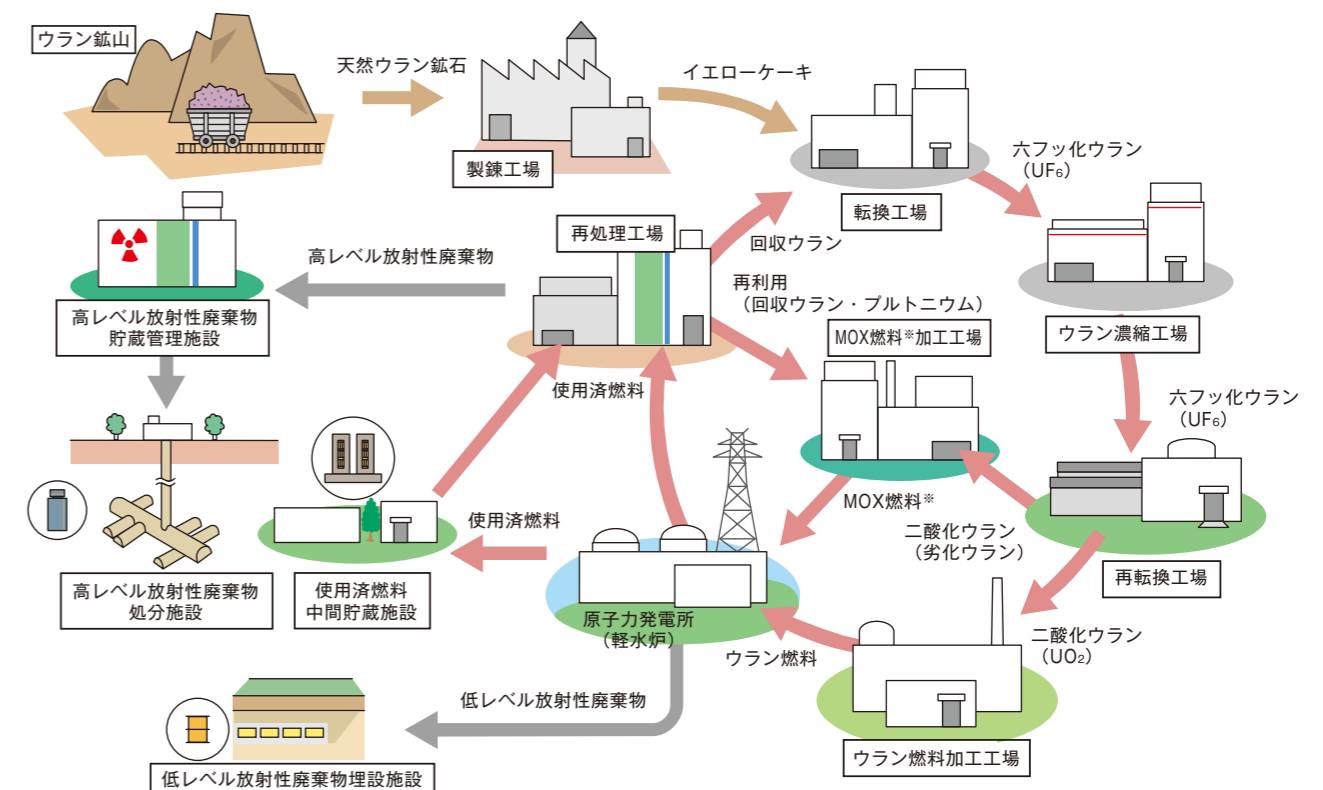 ウラン鉱山
天然ウラン鉱石
イエローケーキ
製錬工場
転換工場
六フッ化ウラン
（UF₆）
再処理工場
回収ウラン
高レベル放射性廃棄物
再利用
（回収ウラン・プルトニウム）
高レベル放射性廃棄物
貯蔵管理施設
MOX燃料※加工工場
ウラン濃縮工場
使用済燃料
六フッ化ウラン
（UF₆）
MOX燃料※
使用済燃料
二酸化ウラン
（劣化ウラン）
再転換工場
高レベル放射性廃棄物
処分施設
使用済燃料
中間貯蔵施設
原子力発電所
（軽水炉）
ウラン燃料
二酸化ウラン
（UO₂）
低レベル放射性廃棄物
ウラン燃料加工工場
低レベル放射性廃棄物埋設施設